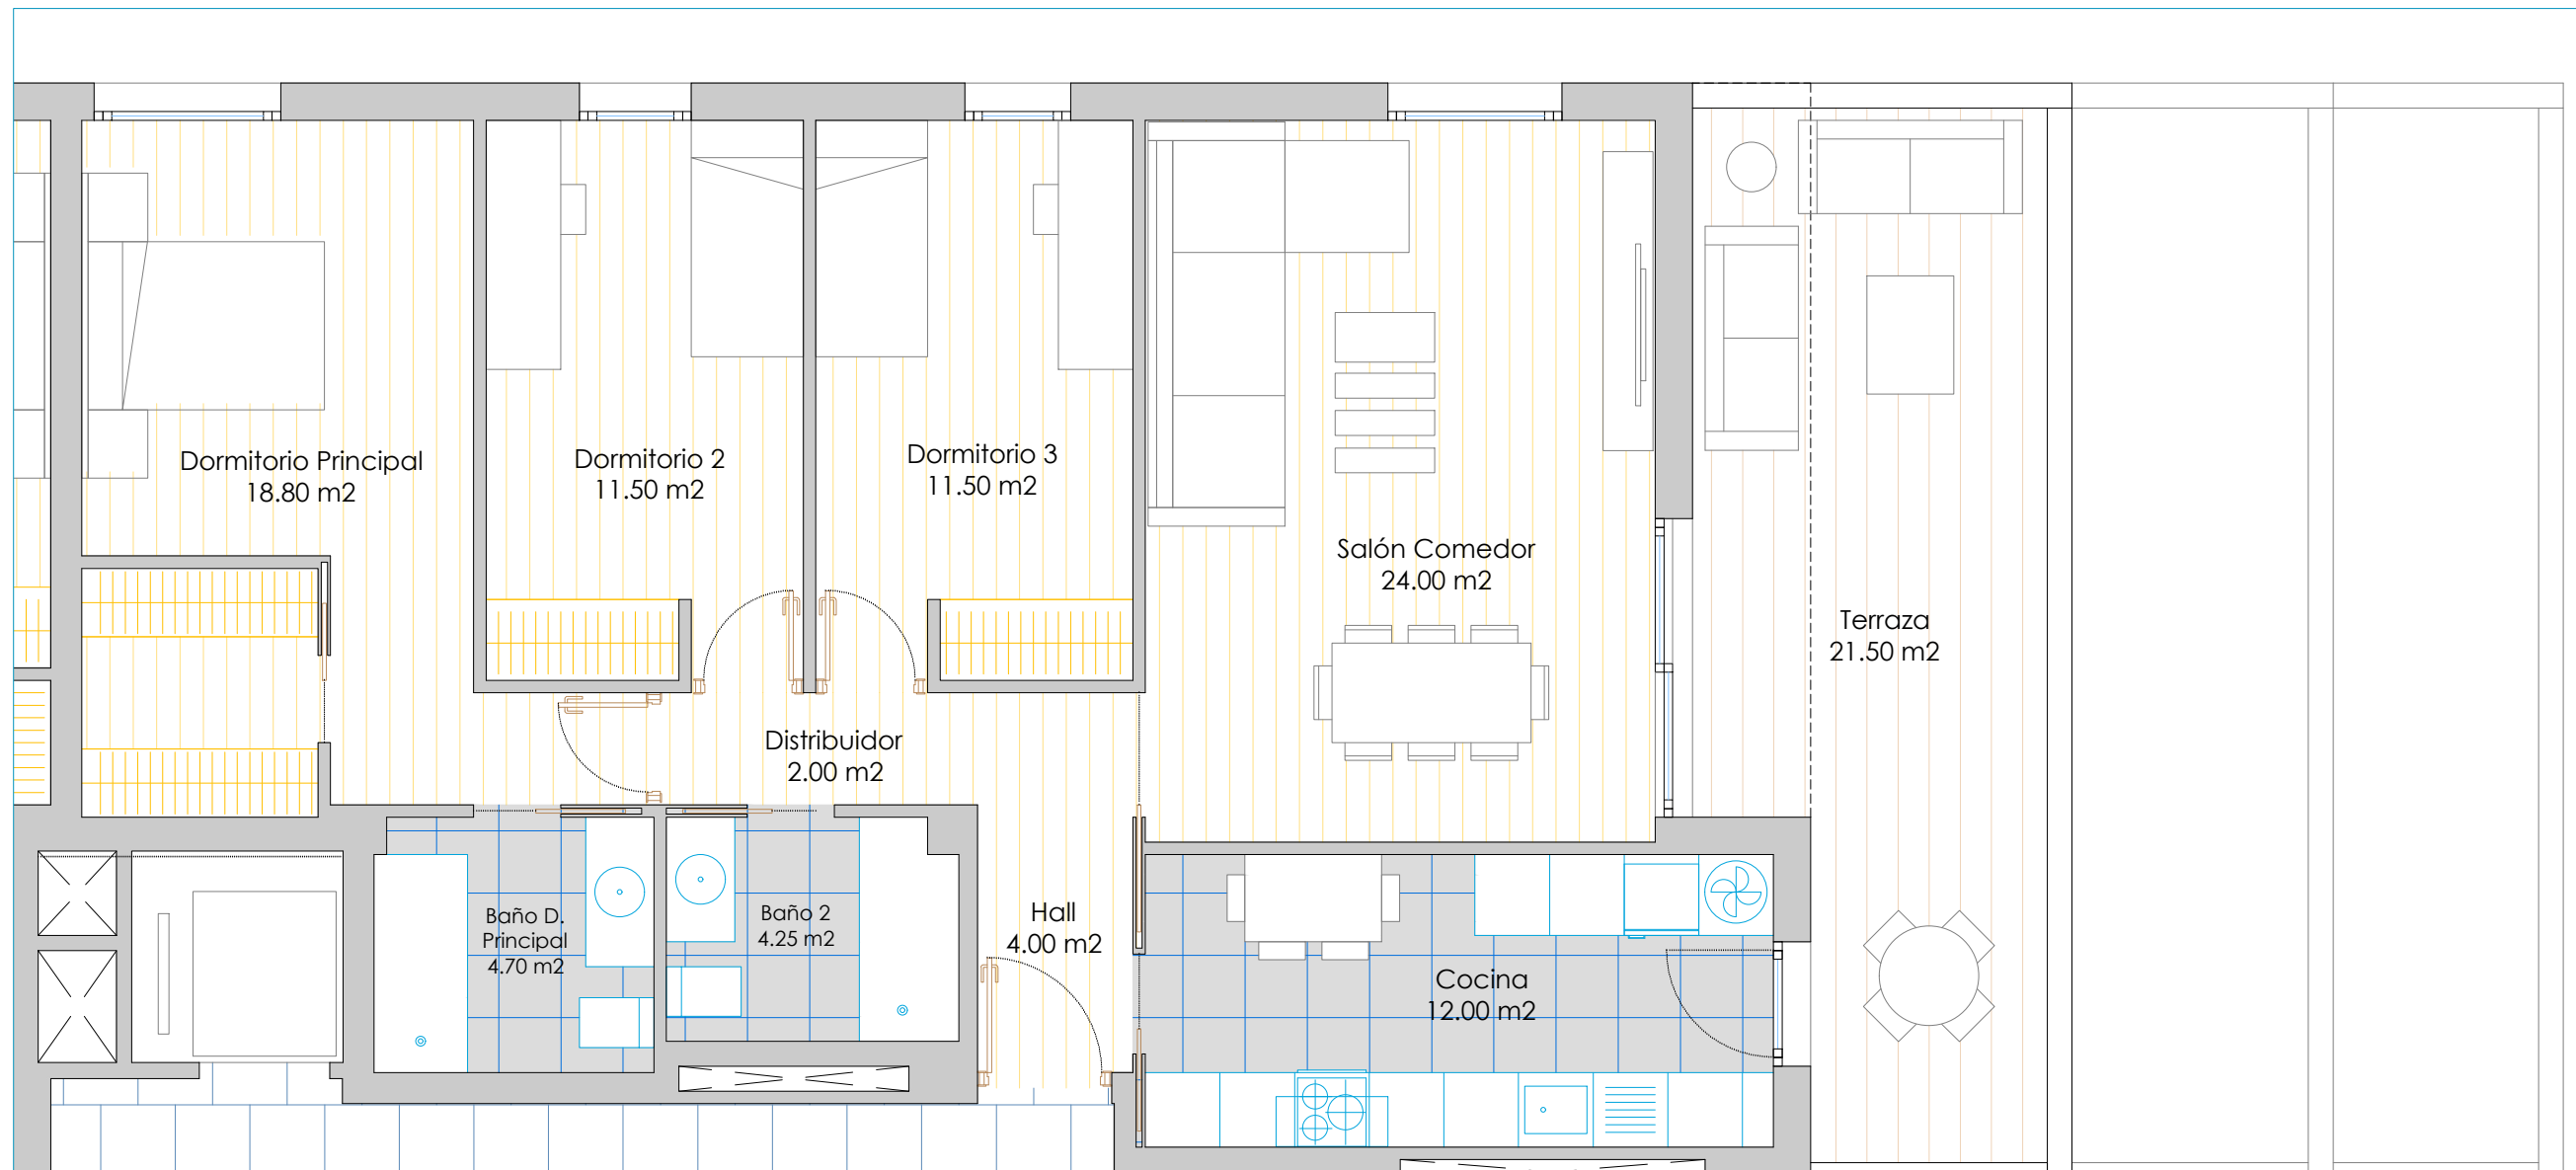 Dormitorio Principal
18.80 m2
Dormitorio 2
11.50 m2
Dormitorio 3
11.50 m2
Salón Comedor
24.00 m2
Terraza
21.50 m2
Distribuidor
2.00 m2
Baño D.
Principal
4.70 m2
Baño 2
4.25 m2
Hall
4.00 m2
Cocina
12.00 m2